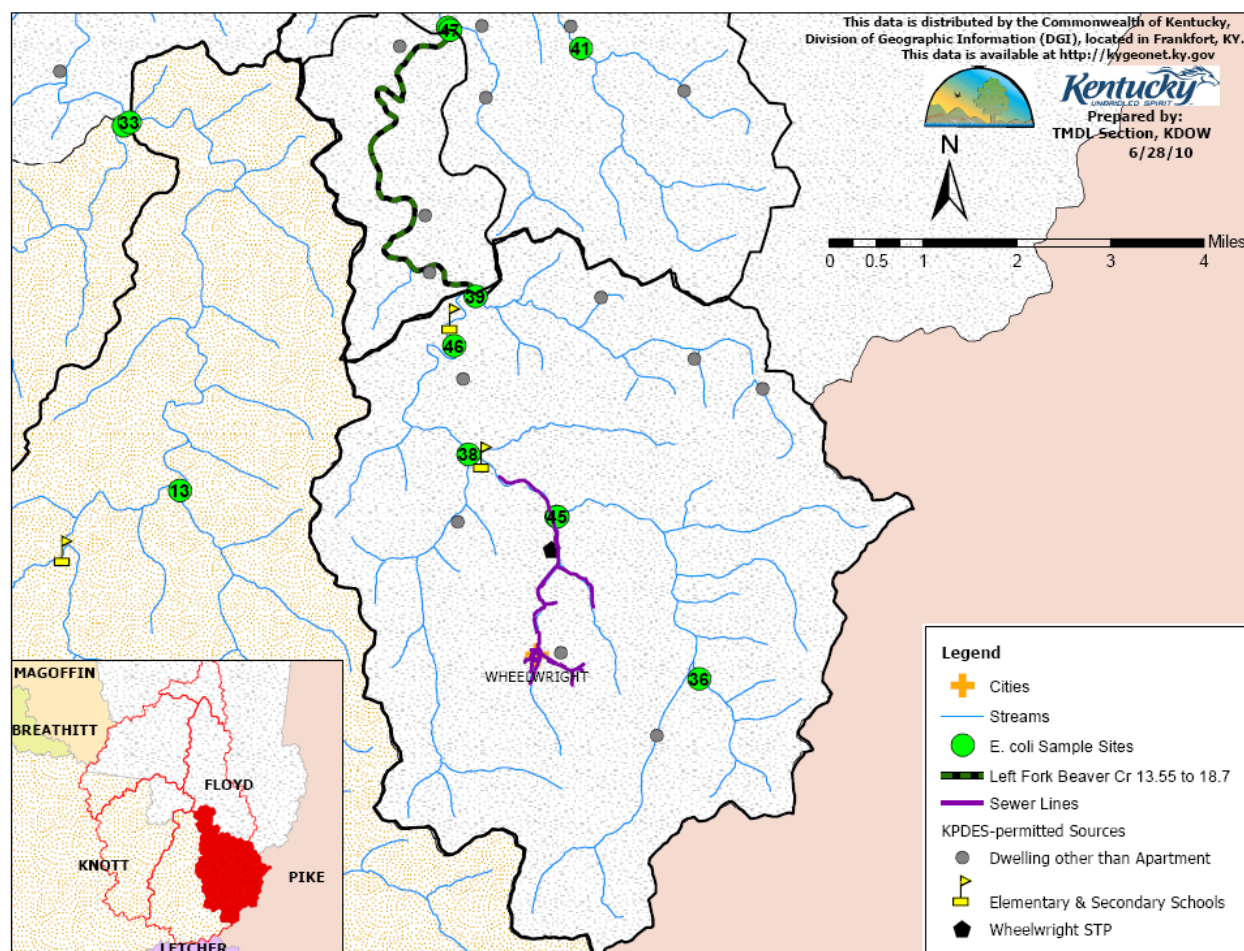 This data is distributed by the Commonwealth of Kentucky,
Division of Geographic Information (DGI), located in Frankfort, KY.
This data is available at http://kygeonet.ky.gov
Kentucky
UNBRIDLED SPIRIT
Prepared by:
TMDL Section, KDOW
6/28/10
N
Miles
0 0.5 1 2 3 4
47
41
33
39
46
38
13
45
36
WHEELWRIGHT
MAGOFFIN
BREATHITT
FLOYD
KNOTT
PIKE
LETCHER
Legend
Cities
Streams
E. coli Sample Sites
Left Fork Beaver Cr 13.55 to 18.7
Sewer Lines
KPDES-permitted Sources
Dwelling other than Apartment
Elementary & Secondary Schools
Wheelwright STP